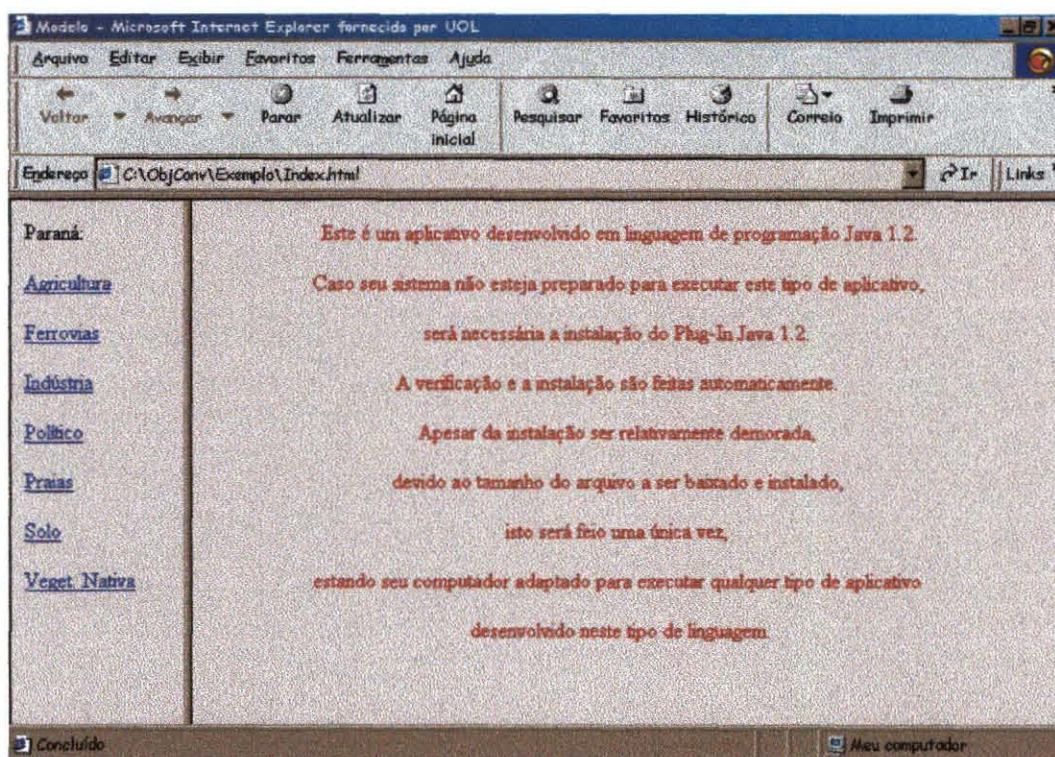 Modelo - Microsoft Internet Explorer fornecido por UOL
Arquivo Editar Exibir Favoritos Ferramentas Ajuda
Voltar Avançar Parar Atualizar Página inicial Pesquisar Favoritos Histórico Correio Imprimir
Endereço C:\ObjConv\Exemplo\Index.html Ir Links
Paraná:
Agricultura
Ferrovias
Indústria
Político
Praias
Solo
Veget. Nativa
Este é um aplicativo desenvolvido em linguagem de programação Java 1.2.
Caso seu sistema não esteja preparado para executar este tipo de aplicativo,
será necessária a instalação do Plug-In Java 1.2.
A verificação e a instalação são feitas automaticamente.
Apesar da instalação ser relativamente demorada,
devido ao tamanho do arquivo a ser baixado e instalado,
isto será feio uma única vez,
estando seu computador adaptado para executar qualquer tipo de aplicativo
desenvolvido neste tipo de linguagem.
Concluído Meu computador